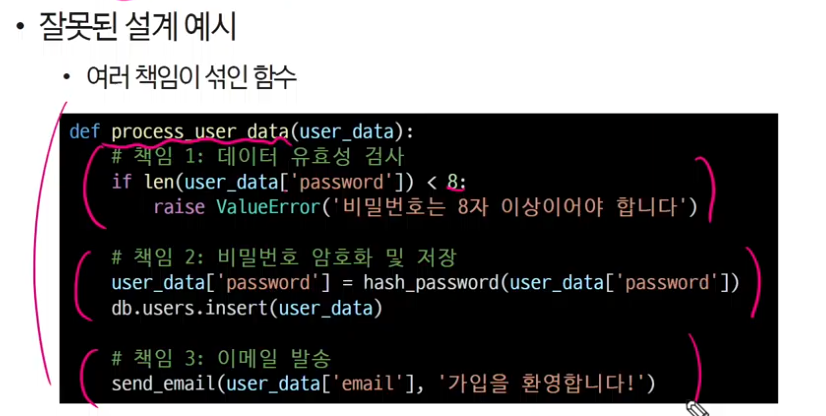 • 잘못된 설계 예시
• 여러 책임이 섞인 함수
def process_user_data(user_data):
# 책임 1: 데이터 유효성 검사
if len(user_data['password']) < 8:
raise ValueError('비밀번호는 8자 이상이어야 합니다')
# 책임 2: 비밀번호 암호화 및 저장
user_data['password'] = hash_password(user_data['password'])
db.users.insert(user_data)
# 책임 3: 이메일 발송
send_email(user_data['email'], '가입을 환영합니다!')